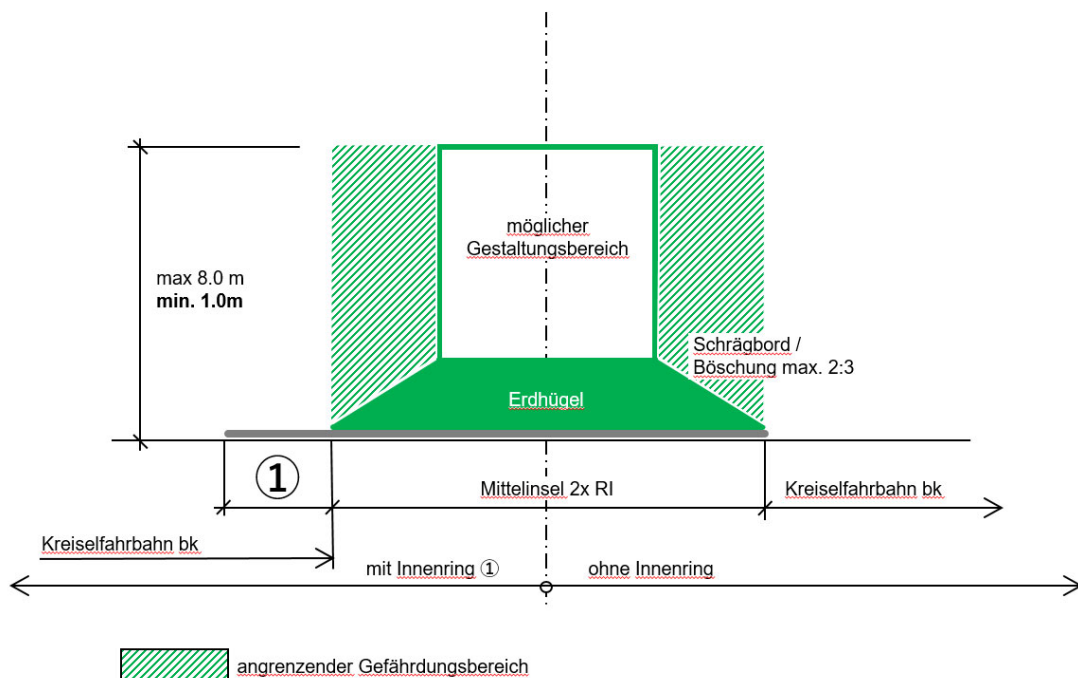 möglicher
Gestaltungsbereich
max 8.0 m
min. 1.0m
Schrägbord /
Böschung max. 2:3
Erdhügel
①
Mittelinsel 2x RI
Kreiselfahrbahn bk
Kreiselfahrbahn bk
mit Innenring ①
ohne Innenring
angrenzender Gefährdungsbereich